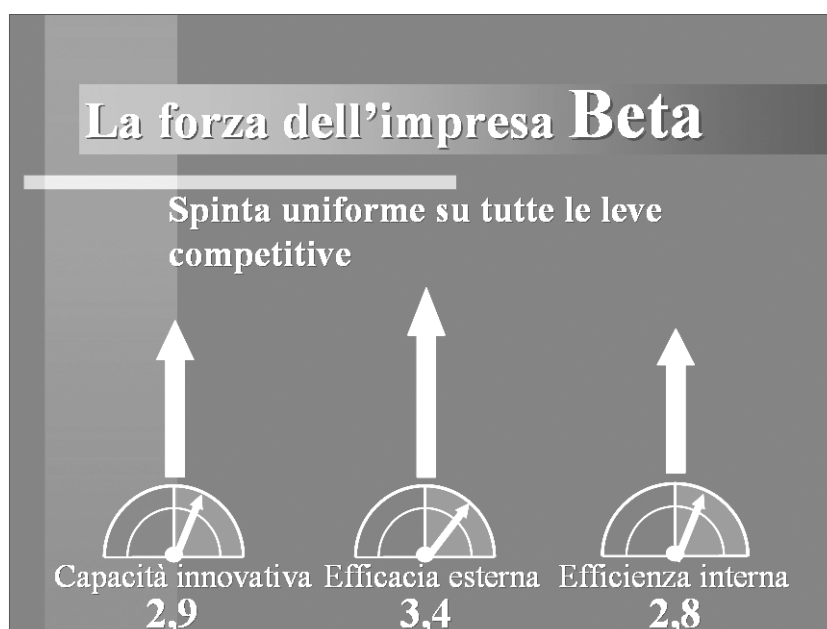 La forza dell'impresa Beta
Spinta uniforme su tutte le leve
competitive
Capacità innovativa Efficacia esterna Efficienza interna
2,9 3,4 2,8